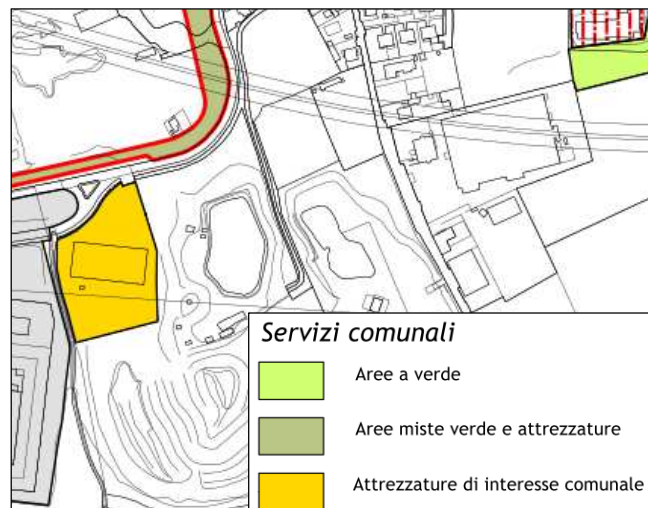 Servizi comunali
Aree a verde
Aree miste verde e attrezzature
Attrezzature di interesse comunale